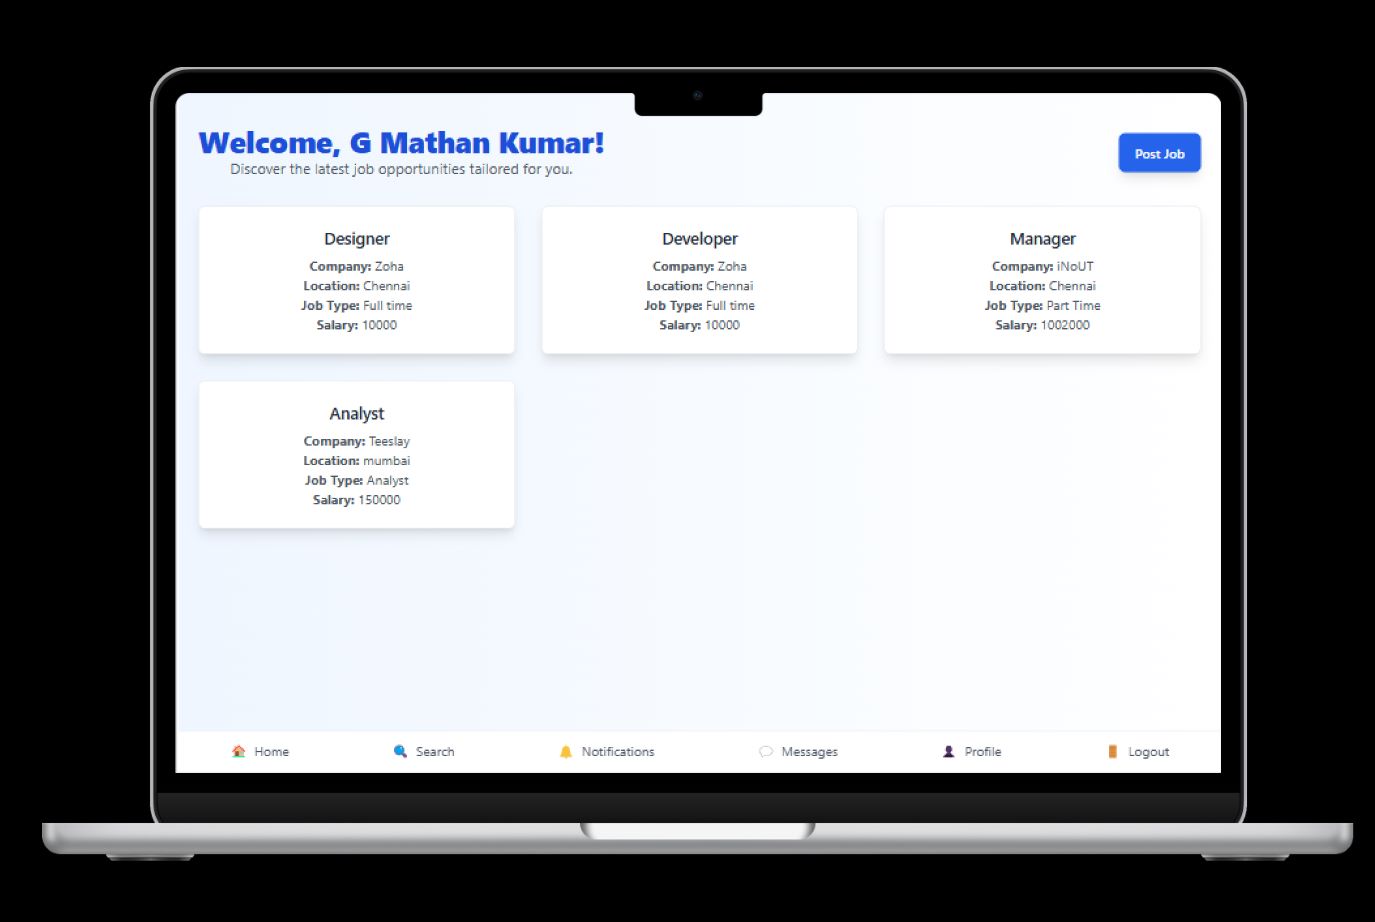 Welcome, G Mathan Kumar!
Discover the latest job opportunities tailored for you.
Post Job
Designer
Company: Zoha
Location: Chennai
Job Type: Full time
Salary: 10000
Developer
Company: Zoha
Location: Chennai
Job Type: Full time
Salary: 10000
Manager
Company: iNoUT
Location: Chennai
Job Type: Part Time
Salary: 1002000
Analyst
Company: Teeslay
Location: mumbai
Job Type: Analyst
Salary: 150000
Home
Search
Notifications
Messages
Profile
Logout